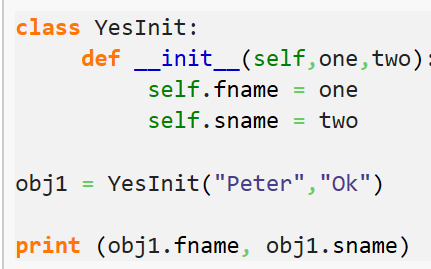 class YesInit:
     def __init__(self,one,two):
          self.fname = one
          self.sname = two

obj1 = YesInit("Peter","Ok")

print (obj1.fname, obj1.sname)